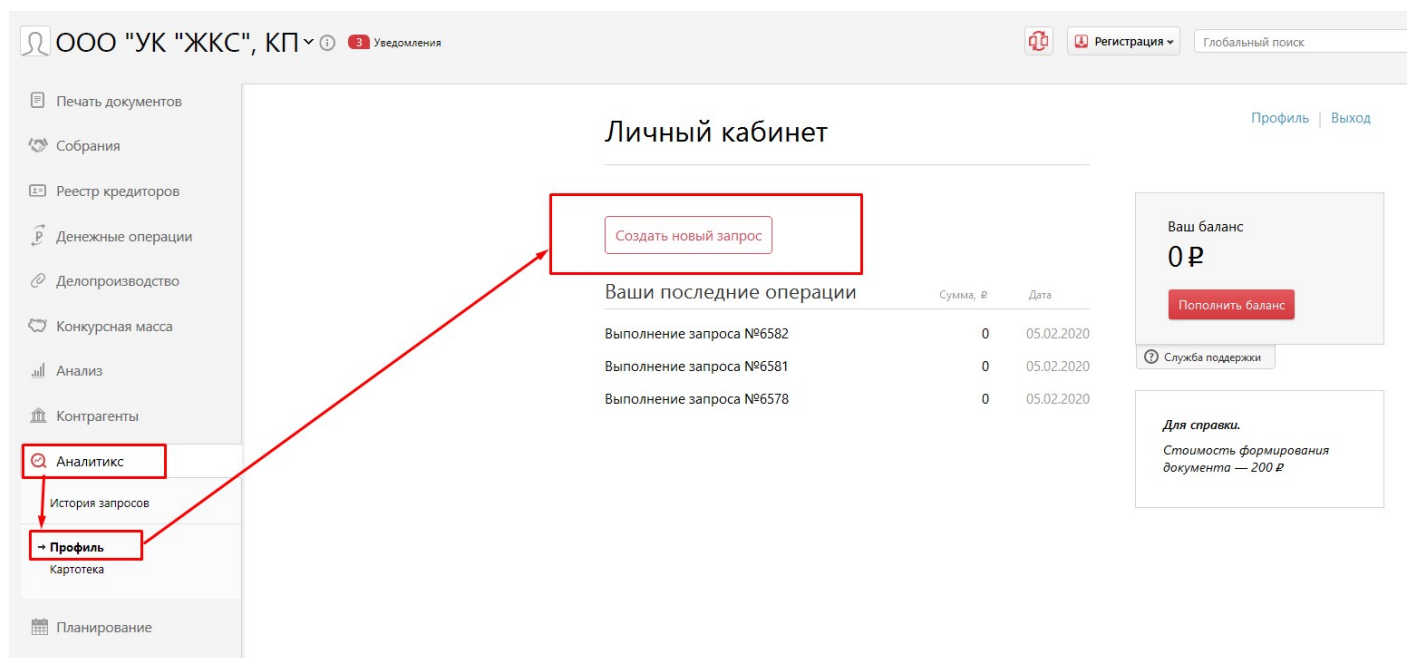 ООО "УК "ЖКС", КП
3 Уведомления
Регистрация
Глобальный поиск
Печать документов
Собрания
Реестр кредиторов
Денежные операции
Делопроизводство
Конкурсная масса
Анализ
Контрагенты
Аналитикс
История запросов
→ Профиль
Картотека
Планирование
Личный кабинет
Профиль | Выход
Создать новый запрос
Ваши последние операции Сумма, ₽ Дата
Выполнение запроса №6582 0 05.02.2020
Выполнение запроса №6581 0 05.02.2020
Выполнение запроса №6578 0 05.02.2020
Ваш баланс
0 ₽
Пополнить баланс
? Служба поддержки
Для справки.
Стоимость формирования
документа — 200 ₽